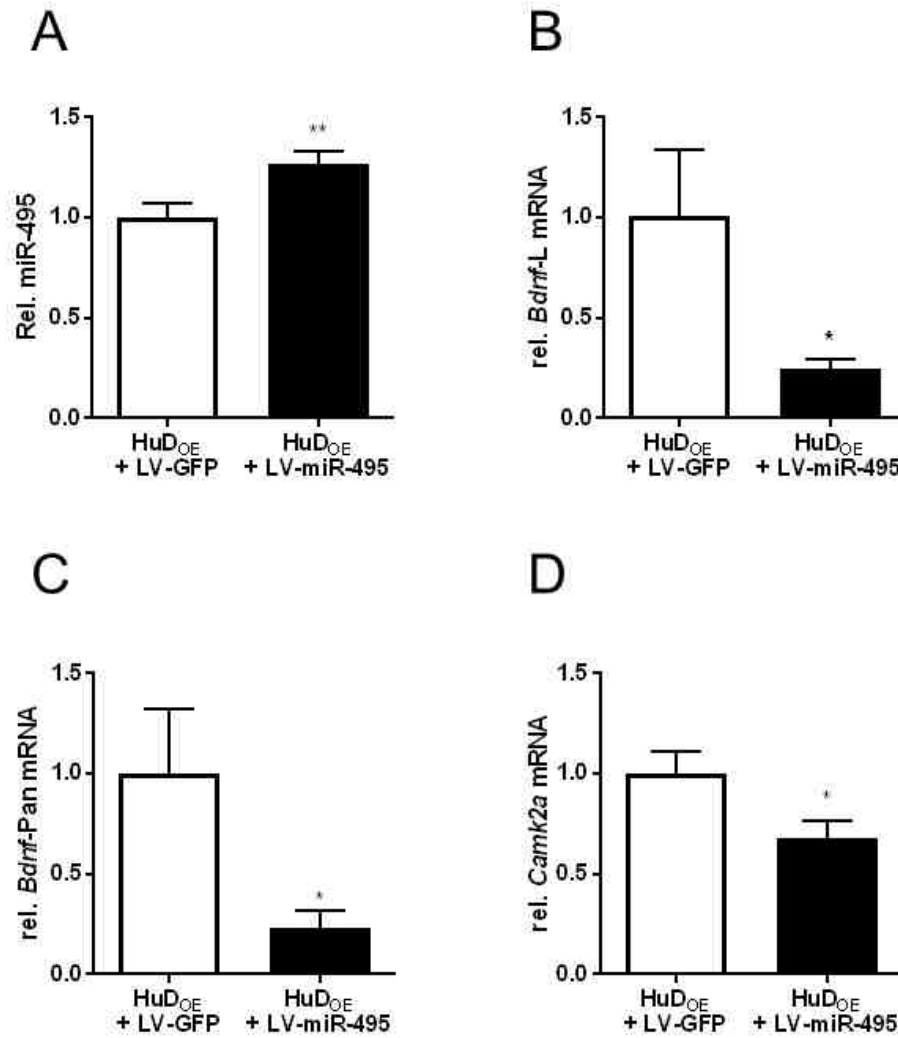 A
Rel. miR-495
1.5
1.0
0.5
0.0
**
HuDOE
+ LV-GFP
HuDOE
+ LV-miR-495
B
rel. Bdnf-L mRNA
1.5
1.0
0.5
0.0
*
HuDOE
+ LV-GFP
HuDOE
+ LV-miR-495
C
rel. Bdnf-Pan mRNA
1.5
1.0
0.5
0.0
*
HuDOE
+ LV-GFP
HuDOE
+ LV-miR-495
D
rel. Camk2a mRNA
1.5
1.0
0.5
0.0
*
HuDOE
+ LV-GFP
HuDOE
+ LV-miR-495